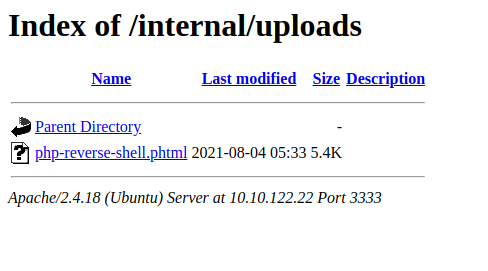 Index of /internal/uploads
Name Last modified Size Description
Parent Directory -
php-reverse-shell.phtml 2021-08-04 05:33 5.4K
Apache/2.4.18 (Ubuntu) Server at 10.10.122.22 Port 3333